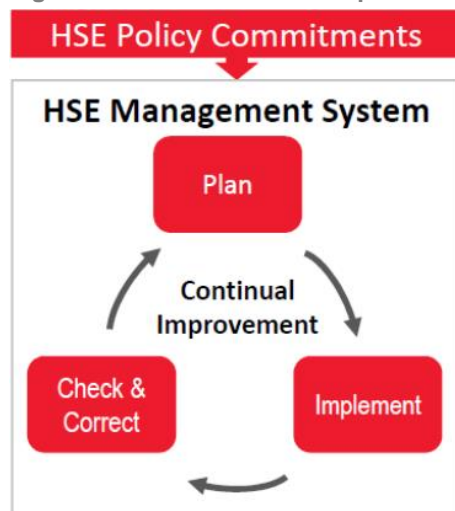 HSE Policy Commitments
HSE Management System
Plan
Continual
Improvement
Check &
Correct
Implement